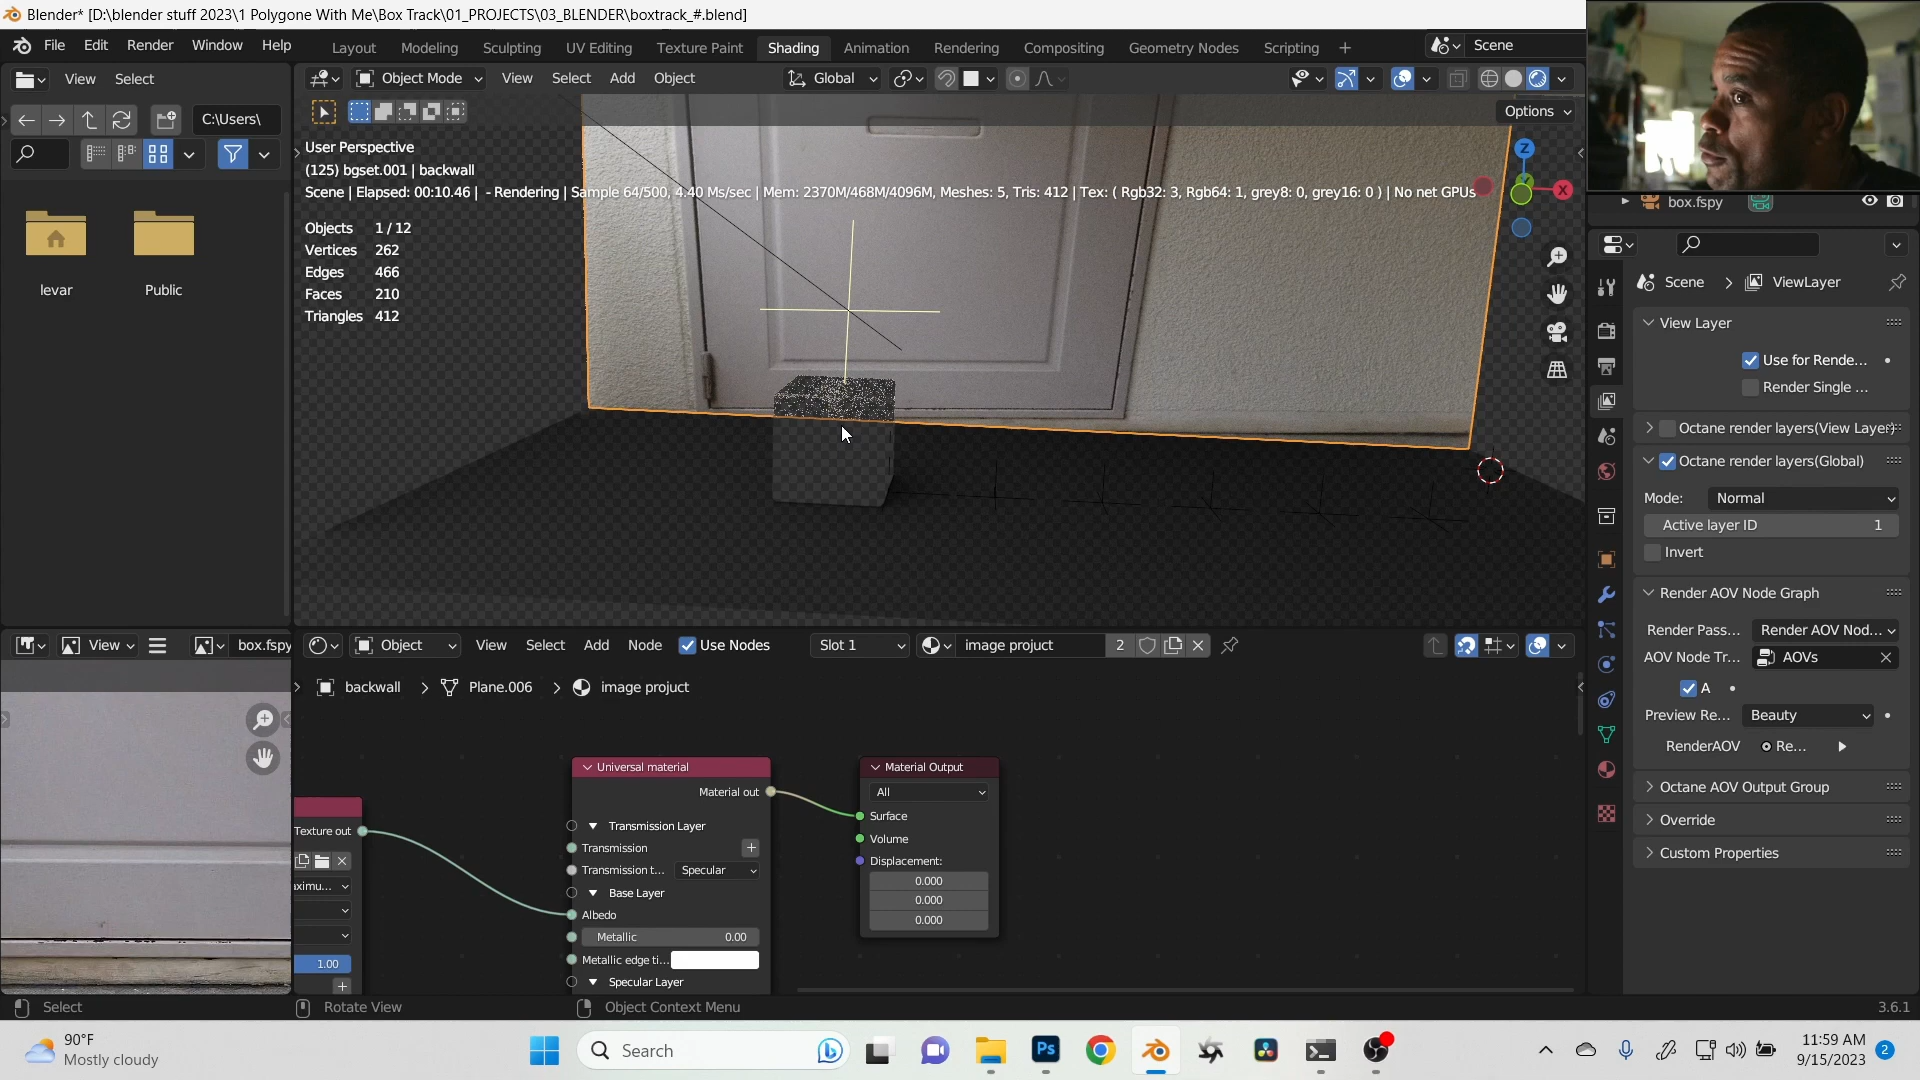 Blender* [D:\blender stuff 2023\1 Polygone With Me\Box Track\01_PROJECTS\03_BLENDER\boxtrack_#.blend]
File Edit Render Window Help
Layout Modeling Sculpting UV Editing Texture Paint Shading Animation Rendering Compositing Geometry Nodes Scripting +
Scene
View Select
Object Mode View Select Add Object Global
C:\Users\
Options
User Perspective
(125) bgset.001 | backwall
Scene | Elapsed: 00:10.46 | - Rendering | Sample 64/500, 4.40 Ms/sec | Mem: 2370M/468M/4096M, Meshes: 5, Tris: 412 | Tex: ( Rgb32: 3, Rgb64: 1, grey8: 0, grey16: 0 ) | No net GPUs
Objects 1 / 12
Vertices 262
Edges 466
Faces 210
Triangles 412
levar
Public
Z
X
box.fspy
Scene > ViewLayer
View Layer
Use for Rende...
Render Single ...
Octane render layers(View Layer)
Octane render layers(Global)
Mode: Normal
Active layer ID 1
Invert
Render AOV Node Graph
Render Pass... Render AOV Nod...
AOV Node Tr... AOVs
A
Preview Re... Beauty
RenderAOV Re...
Octane AOV Output Group
Override
Custom Properties
View box.fspy
Object View Select Add Node Use Nodes Slot 1 image projuct 2
backwall > Plane.006 > image projuct
Universal material
Material out
Transmission Layer
Transmission
Transmission t... Specular
Base Layer
Albedo
Metallic 0.00
Metallic edge ti...
Specular Layer
Material Output
All
Surface
Volume
Displacement:
0.000
0.000
0.000
Texture out
1.00
Select
Rotate View
Object Context Menu
3.6.1
90°F
Mostly cloudy
Search
Ps
11:59 AM
9/15/2023
2